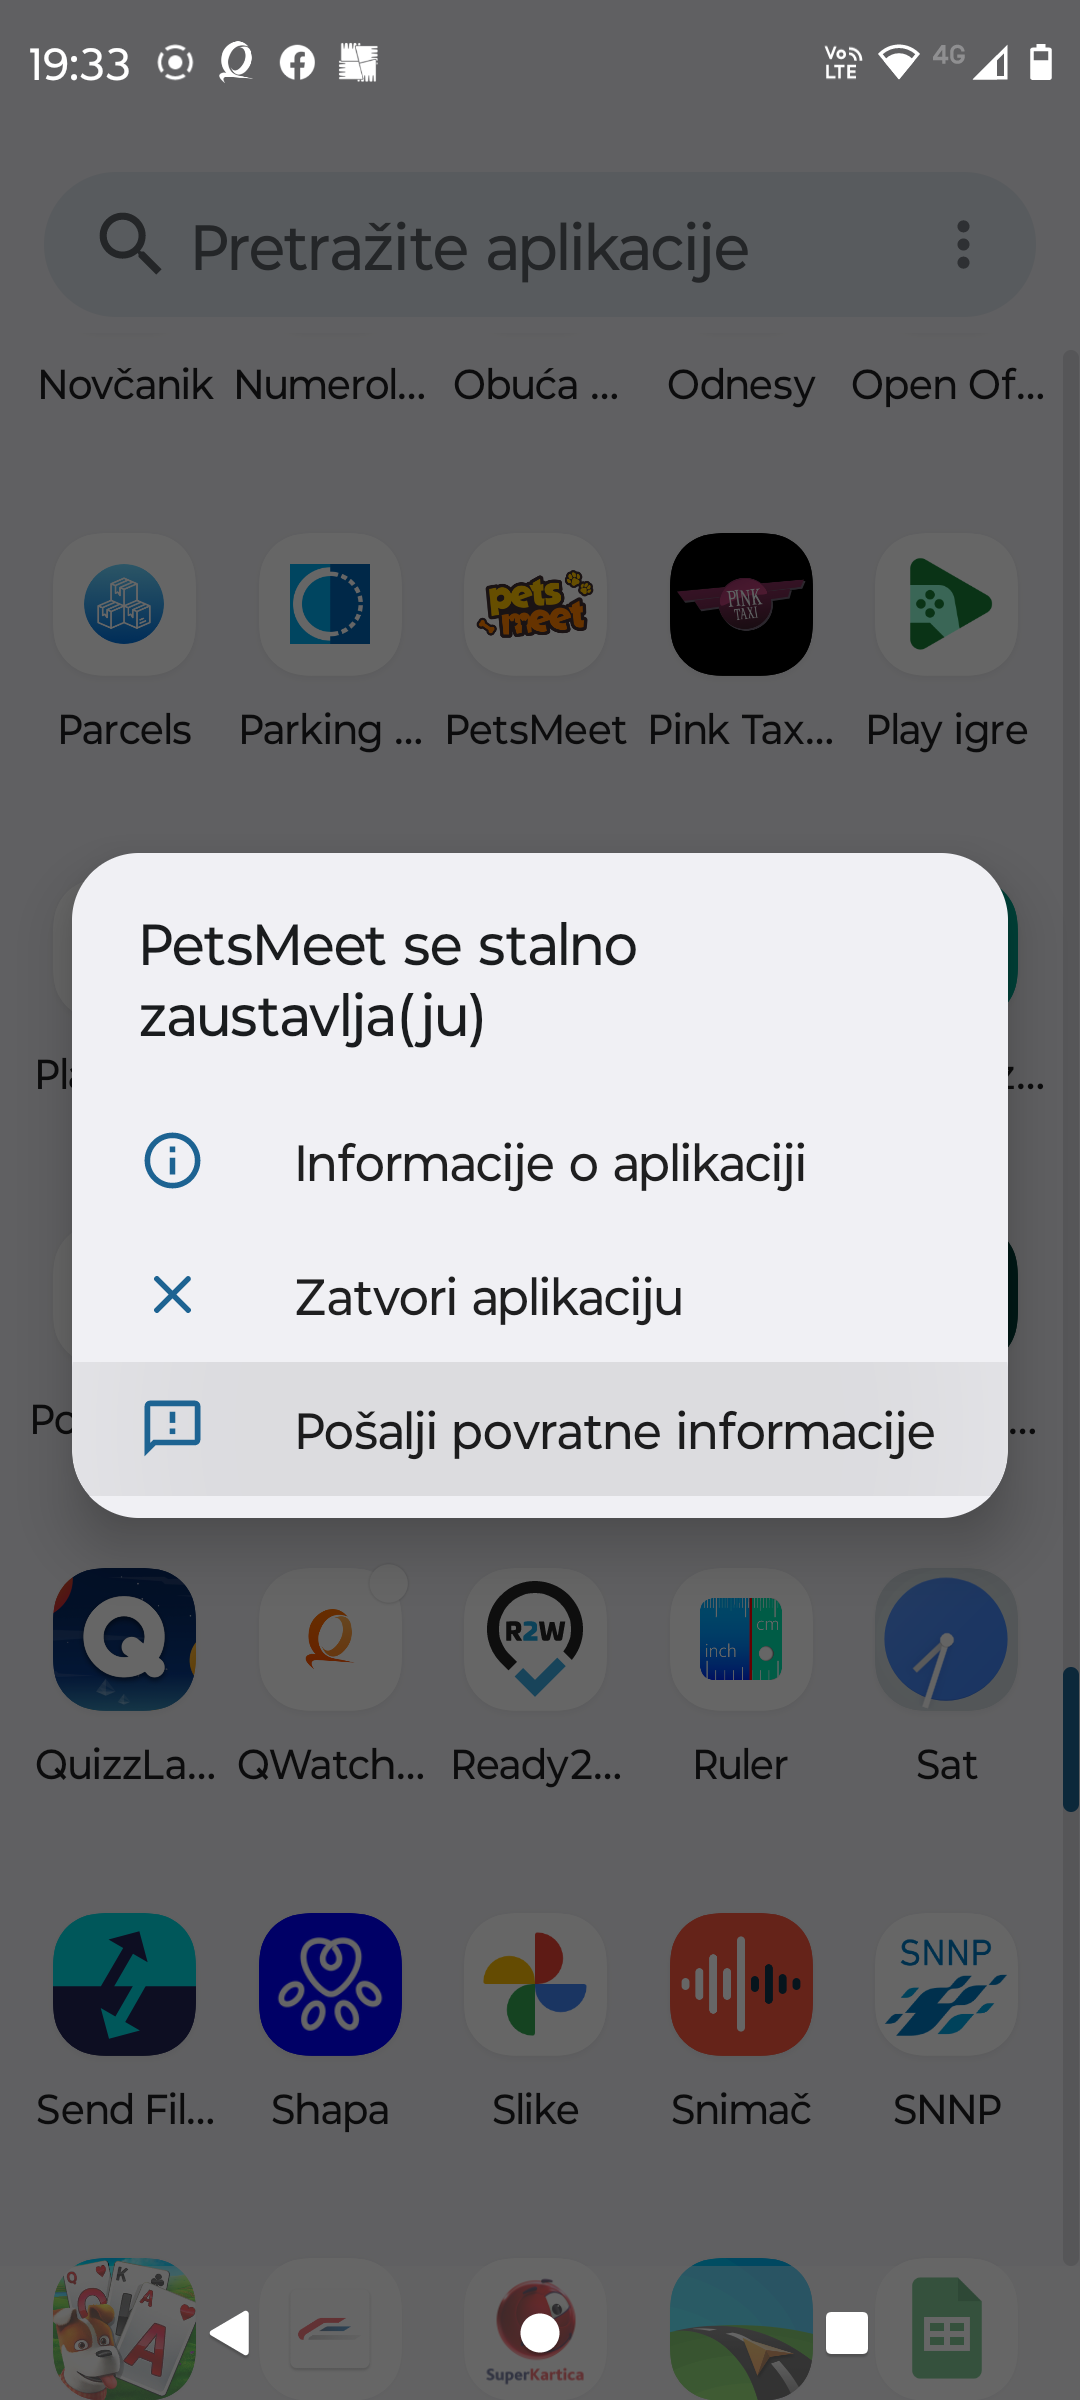 19:33
Vo
LTE
4G
Pretražite aplikacije
Novčanik Numerol... Obuća ... Odnesy Open Of...
pets
meet
PINK
TAXI
Parcels Parking ... PetsMeet Pink Tax... Play igre
PetsMeet se stalno
zaustavlja(ju)
Informacije o aplikaciji
Zatvori aplikaciju
Pošalji povratne informacije
Q
R2W
cm
inch
QuizzLa... QWatch... Ready2... Ruler Sat
SNNP
Send Fil... Shapa Slike Snimač SNNP
Q K A
A
SuperKartica